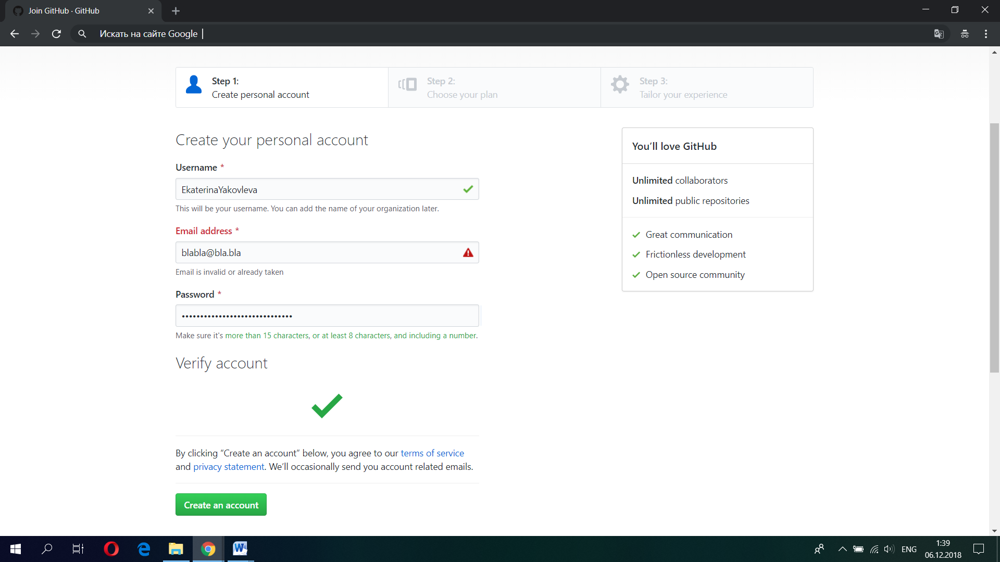 Join GitHub · GitHub
Искать на сайте Google
Step 1:
Create personal account
Step 2:
Choose your plan
Step 3:
Tailor your experience
Create your personal account
Username *
EkaterinaYakovleva
This will be your username. You can add the name of your organization later.
Email address *
blabla@bla.bla
Email is invalid or already taken
Password *
••••••••••••••••••••••••••••••
Make sure it's more than 15 characters, or at least 8 characters, and including a number.
Verify account
By clicking “Create an account” below, you agree to our terms of service
and privacy statement. We’ll occasionally send you account related emails.
Create an account
You’ll love GitHub
Unlimited collaborators
Unlimited public repositories
Great communication
Frictionless development
Open source community
ENG
1:39
06.12.2018